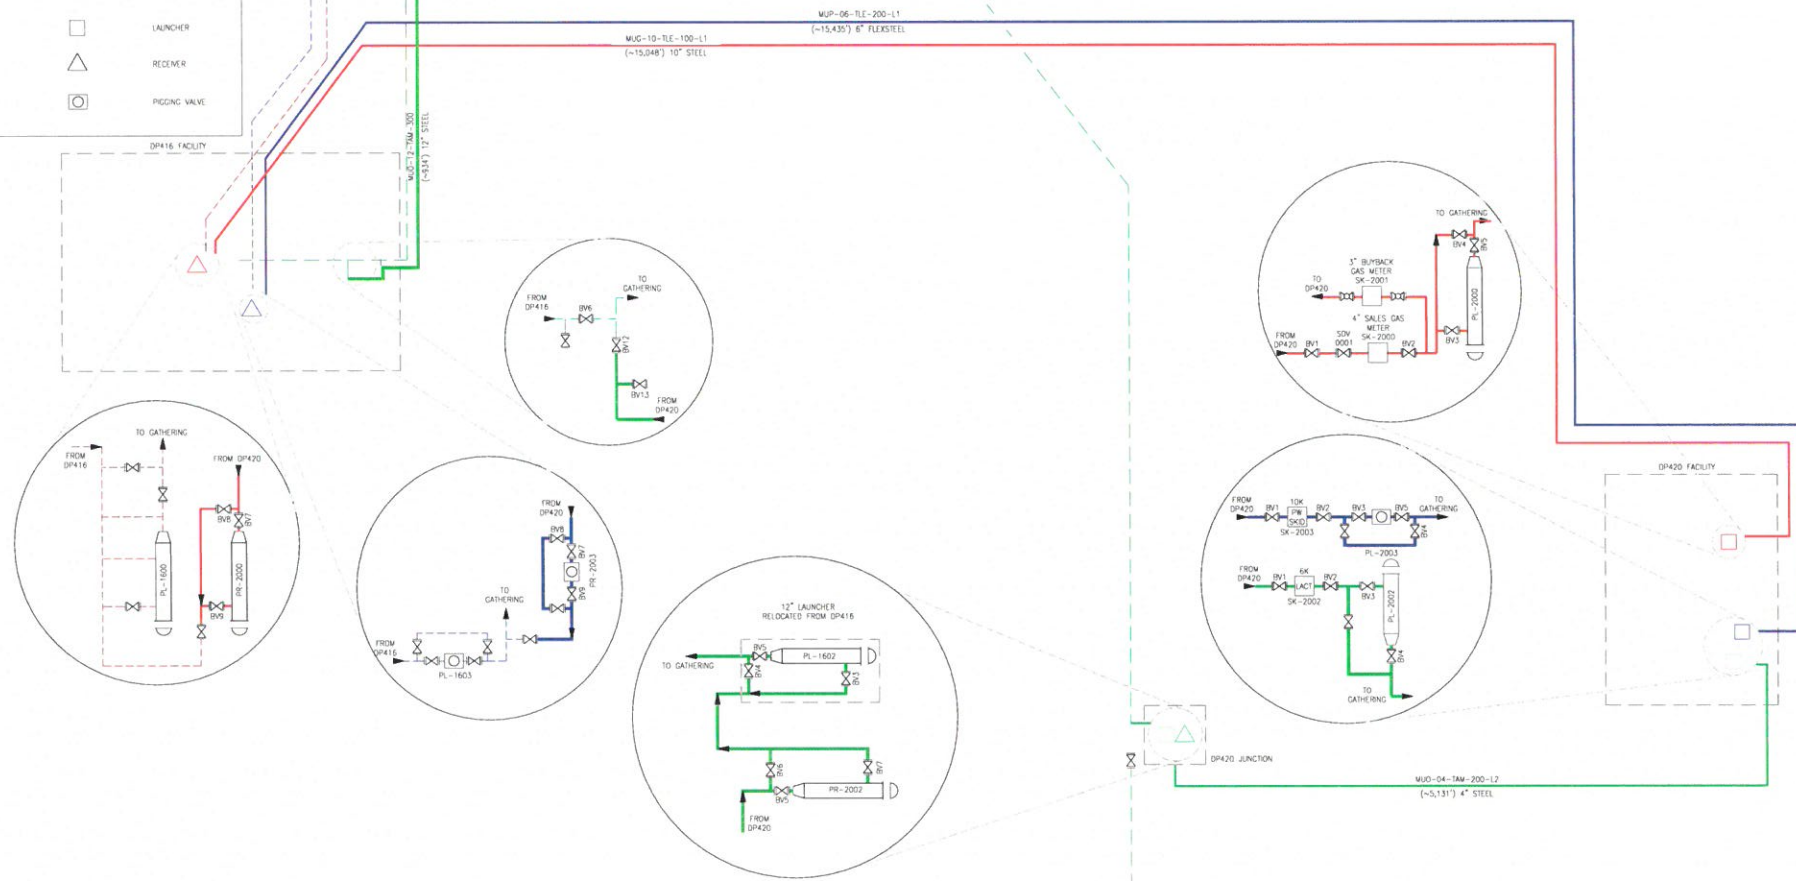 LAUNCHER
RECEIVER
PIGGING VALVE
MUP-06-TLE-200-L1
(~15,435') 6" FLEXSTEEL
MUG-10-TLE-100-L1
(~15,048') 10" STEEL
MUO-12-TAM-300
(~934') 12" STEEL
DP416 FACILITY
FROM
DP416
BV6
TO
GATHERING
BV12
BV13
FROM
DP420
TO GATHERING
BV4
BV5
3" BUYBACK
GAS METER
SK-2001
TO
DP420
4" SALES GAS
METER
SK-2000
FROM
DP420
BV1
SDV
0001
BV2
BV3
PL-2000
TO GATHERING
FROM
DP416
FROM DP420
BV8
BV7
PL-1600
PR-2000
BV9
FROM
DP420
BV8
BV7
PR-2003
BV9
TO
GATHERING
FROM
DP416
PL-1603
DP420 FACILITY
FROM
DP420
BV1
10K
PW
SKID
SK-2003
BV2
BV3
BV5
BV4
TO
GATHERING
PL-2003
FROM
DP420
BV1
6K
LACT
SK-2002
BV2
BV3
PL-2002
BV4
TO
GATHERING
12" LAUNCHER
RELOCATED FROM DP416
TO GATHERING
BV5
PL-1602
BV4
BV3
BV6
BV7
BV5
PR-2002
FROM
DP420
DP420 JUNCTION
MUO-04-TAM-200-L2
(~5,131') 4" STEEL